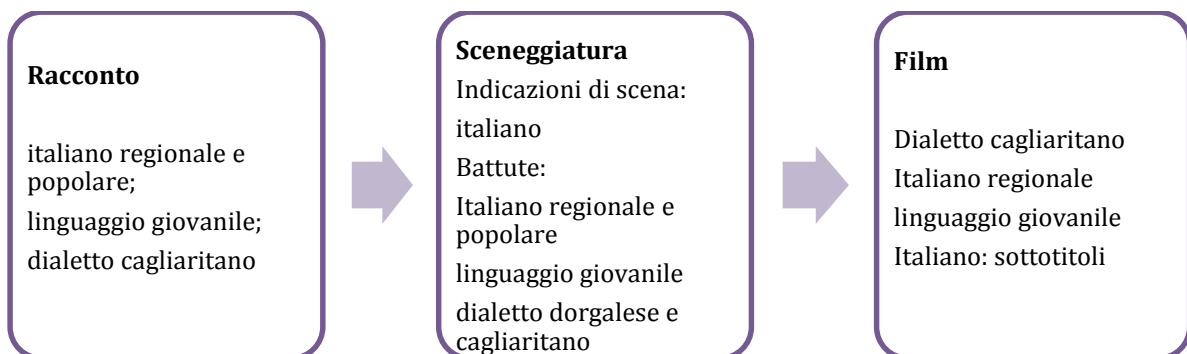 Racconto
italiano regionale e
popolare;
linguaggio giovanile;
dialetto cagliaritano
Sceneggiatura
Indicazioni di scena:
italiano
Battute:
Italiano regionale e
popolare
linguaggio giovanile
dialetto dorgalese e
cagliaritano
Film
Dialetto cagliaritano
Italiano regionale
linguaggio giovanile
Italiano: sottotitoli